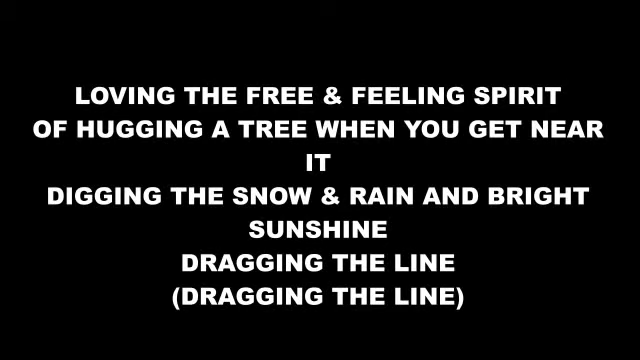 LOVING THE FREE & FEELING SPIRIT
OF HUGGING A TREE WHEN YOU GET NEAR
IT
DIGGING THE SNOW & RAIN AND BRIGHT
SUNSHINE
DRAGGING THE LINE
(DRAGGING THE LINE)